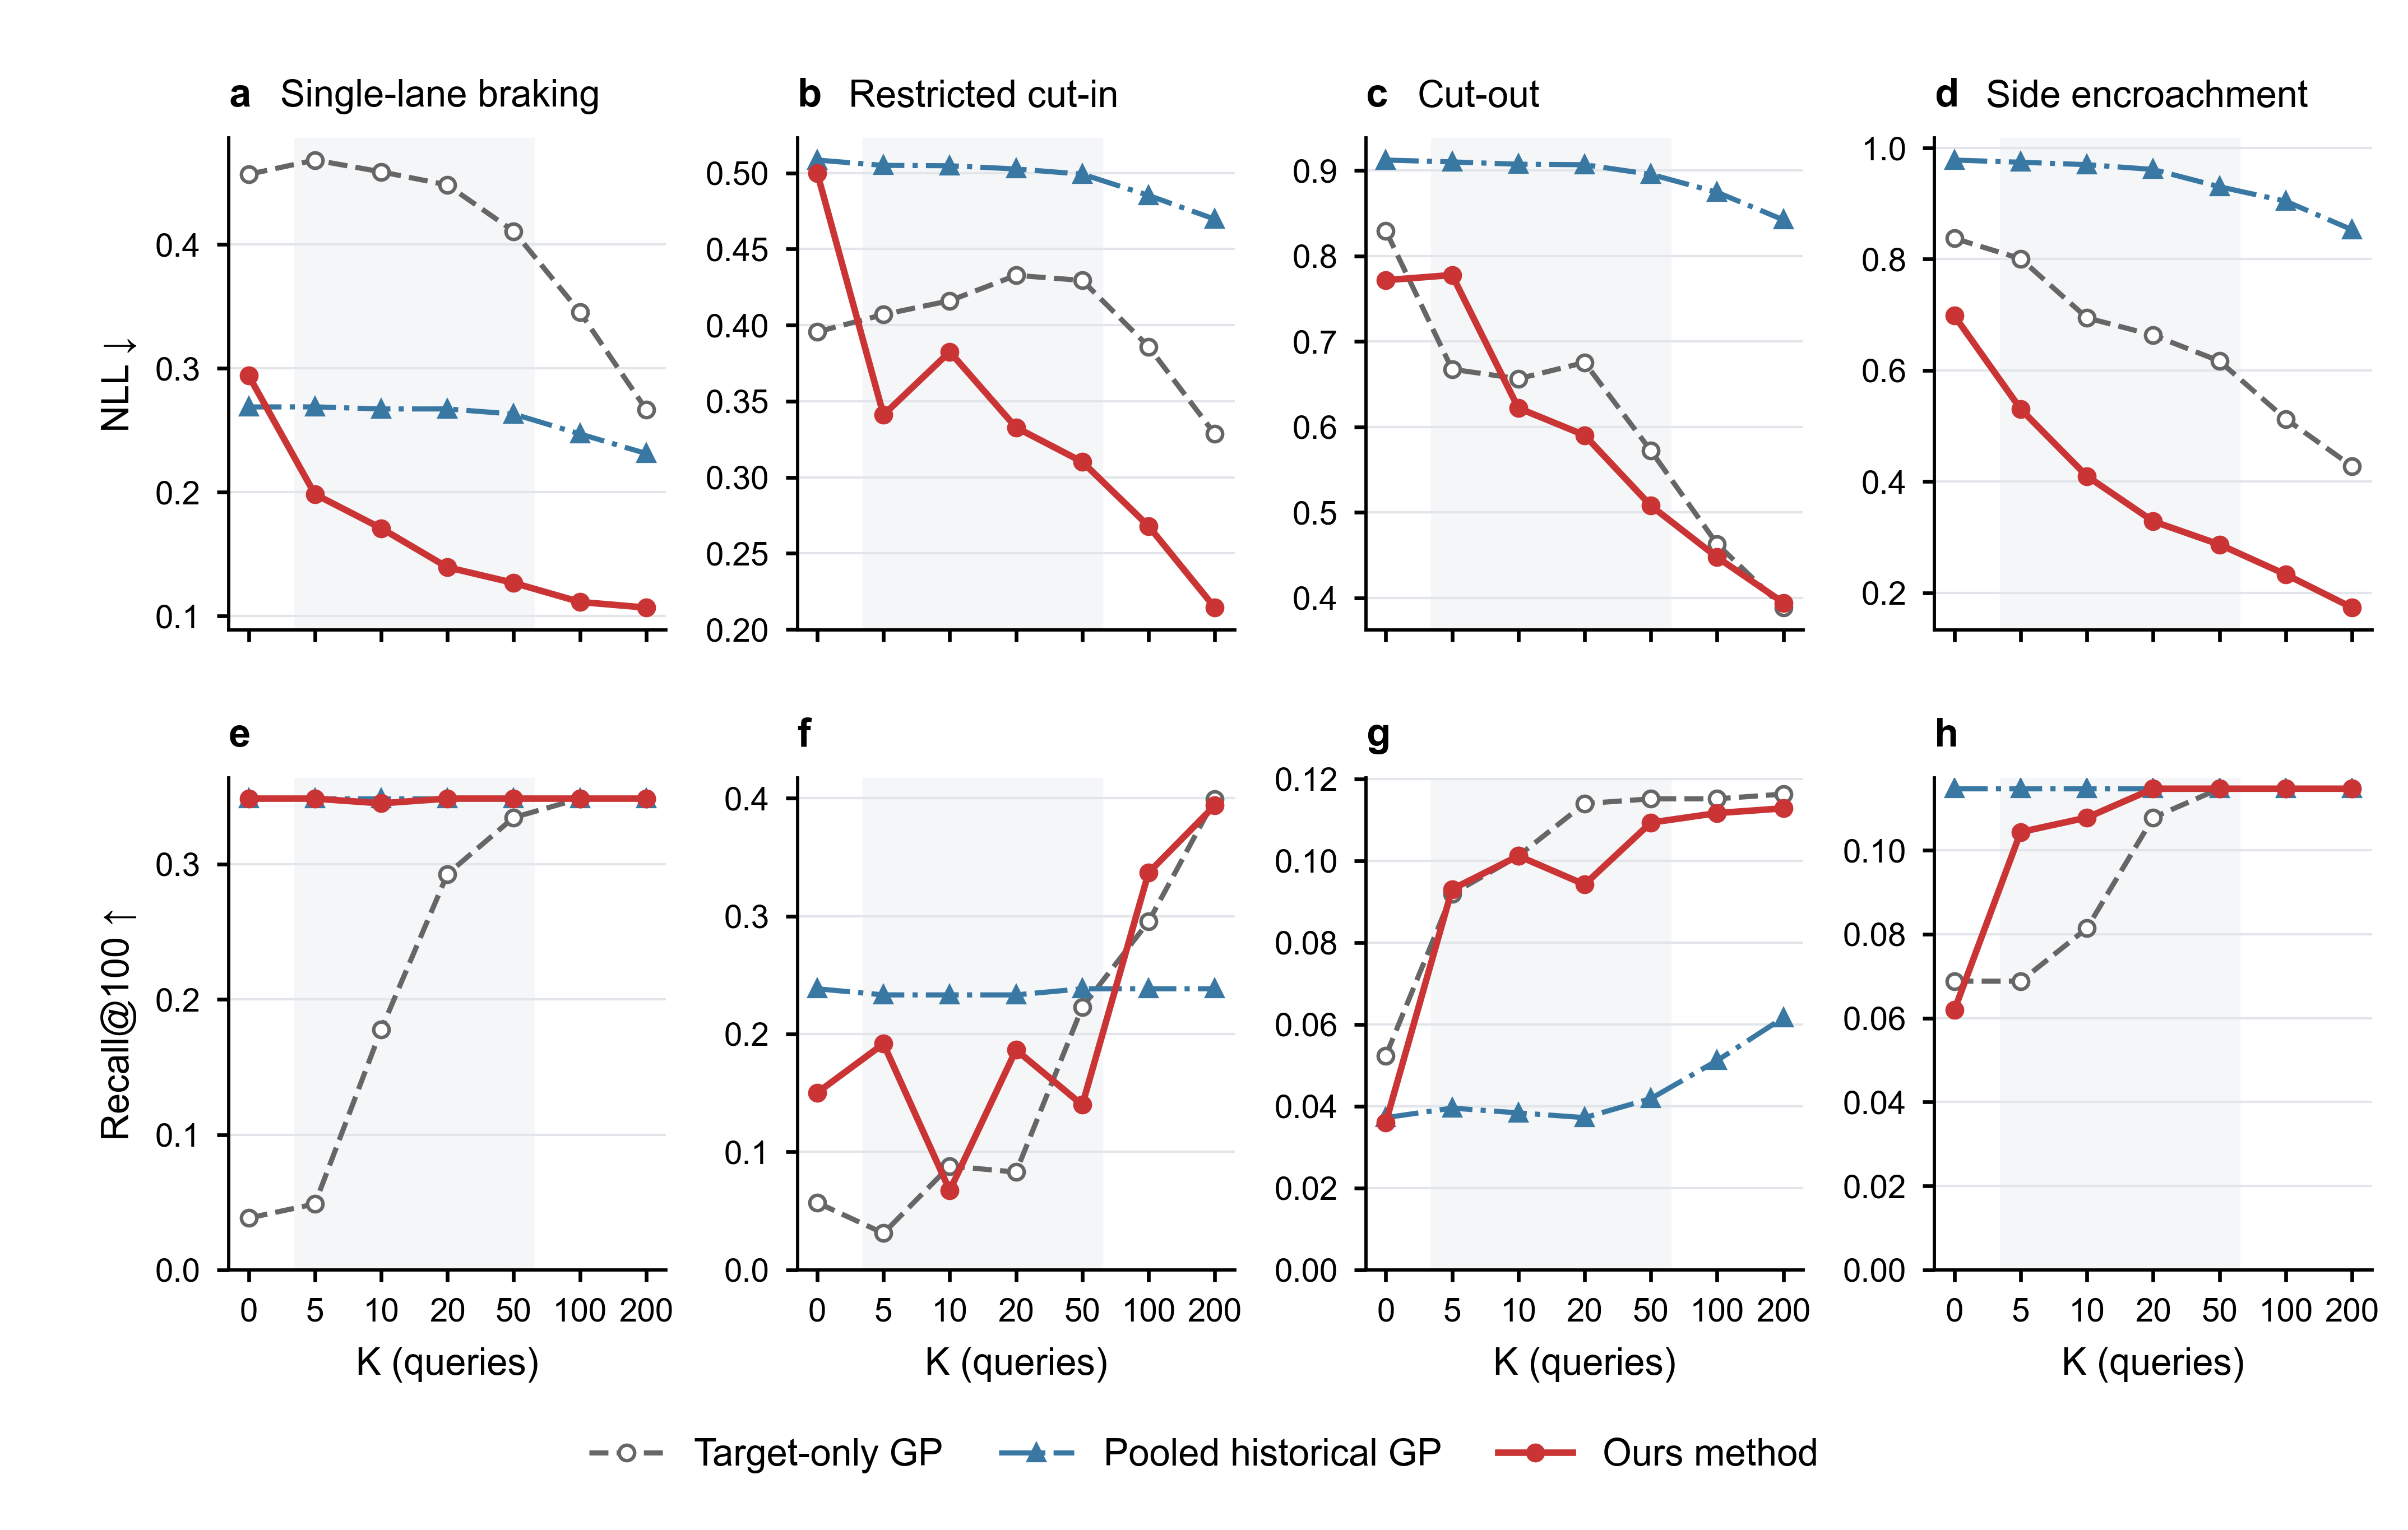 a Single-lane braking
b Restricted cut-in
c Cut-out
d Side encroachment
NLL ↓
0.4
0.3
0.2
0.1
0.50
0.45
0.40
0.35
0.30
0.25
0.20
0.9
0.8
0.7
0.6
0.5
0.4
1.0
0.8
0.6
0.4
0.2
e
f
g
h
Recall@100 ↑
0.3
0.2
0.1
0.0
0.4
0.3
0.2
0.1
0.0
0.12
0.10
0.08
0.06
0.04
0.02
0.00
0.10
0.08
0.06
0.04
0.02
0.00
0 5 10 20 50 100 200
0 5 10 20 50 100 200
0 5 10 20 50 100 200
0 5 10 20 50 100 200
K (queries)
K (queries)
K (queries)
K (queries)
Target-only GP
Pooled historical GP
Ours method